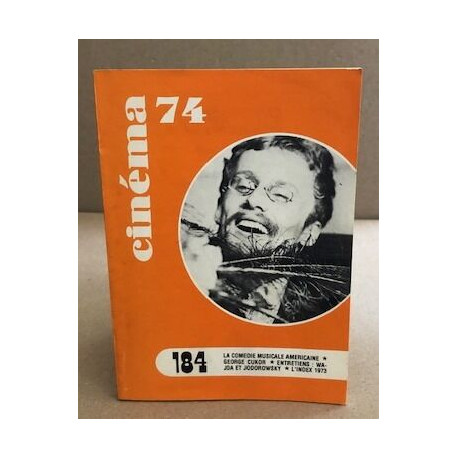 cinéma 74
184
LA COMEDIE MUSICALE AMERICAINE ★
GEORGE CUKOR ★ ENTRETIENS : WA-
JDA ET JODOROWSKY ★ L'INDEX 1973